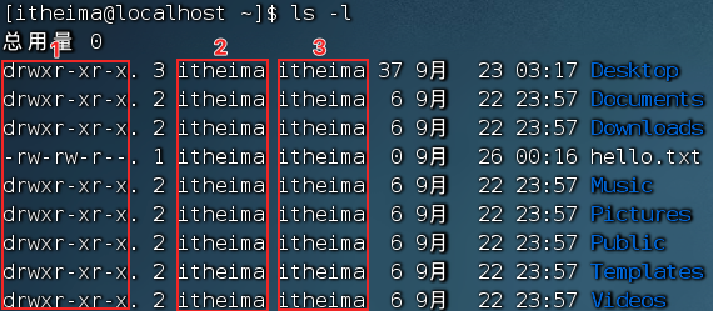 [itheima@localhost ~]$ ls -l
总用量 0
1 2 3
drwxr-xr-x. 3 itheima itheima 37 9月 23 03:17 Desktop
drwxr-xr-x. 2 itheima itheima 6 9月 22 23:57 Documents
drwxr-xr-x. 2 itheima itheima 6 9月 22 23:57 Downloads
-rw-rw-r--. 1 itheima itheima 0 9月 26 00:16 hello.txt
drwxr-xr-x. 2 itheima itheima 6 9月 22 23:57 Music
drwxr-xr-x. 2 itheima itheima 6 9月 22 23:57 Pictures
drwxr-xr-x. 2 itheima itheima 6 9月 22 23:57 Public
drwxr-xr-x. 2 itheima itheima 6 9月 22 23:57 Templates
drwxr-xr-x. 2 itheima itheima 6 9月 22 23:57 Videos